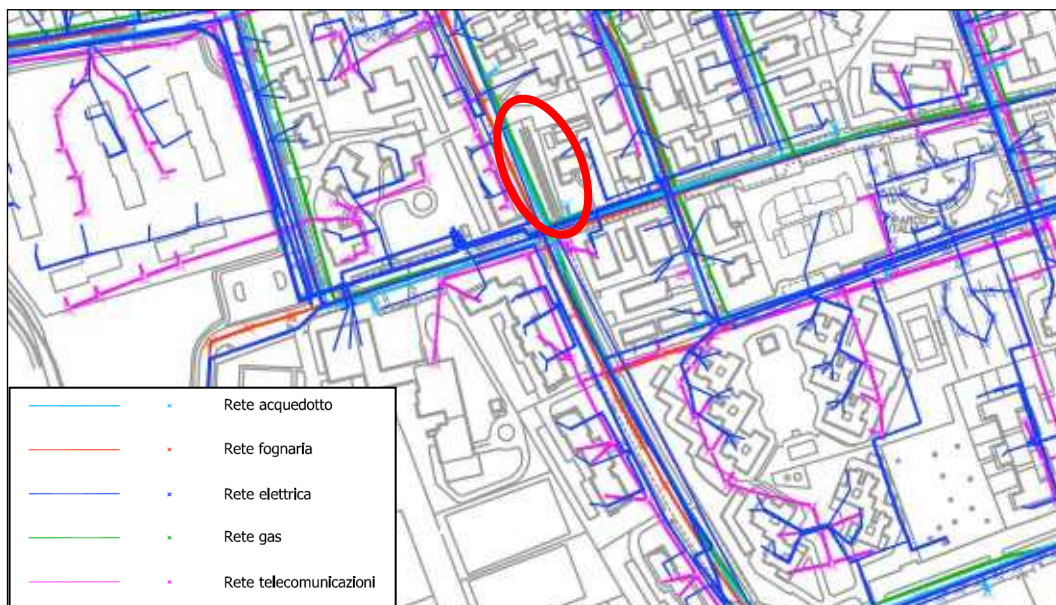 Rete acquedotto
Rete fognaria
Rete elettrica
Rete gas
Rete telecomunicazioni